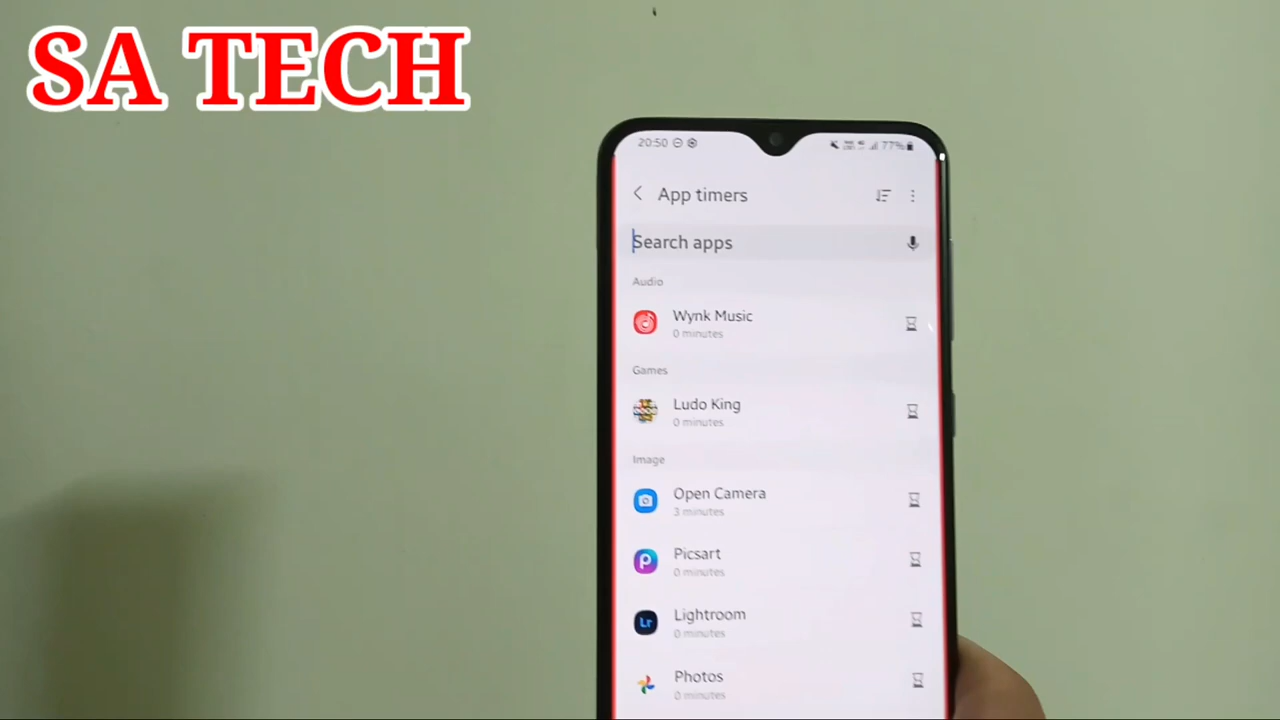 SA TECH
20:50
77%
App timers
Search apps
Audio
Wynk Music
0 minutes
Games
Ludo King
0 minutes
Image
Open Camera
3 minutes
Picsart
0 minutes
Lr
Lightroom
0 minutes
Photos
0 minutes